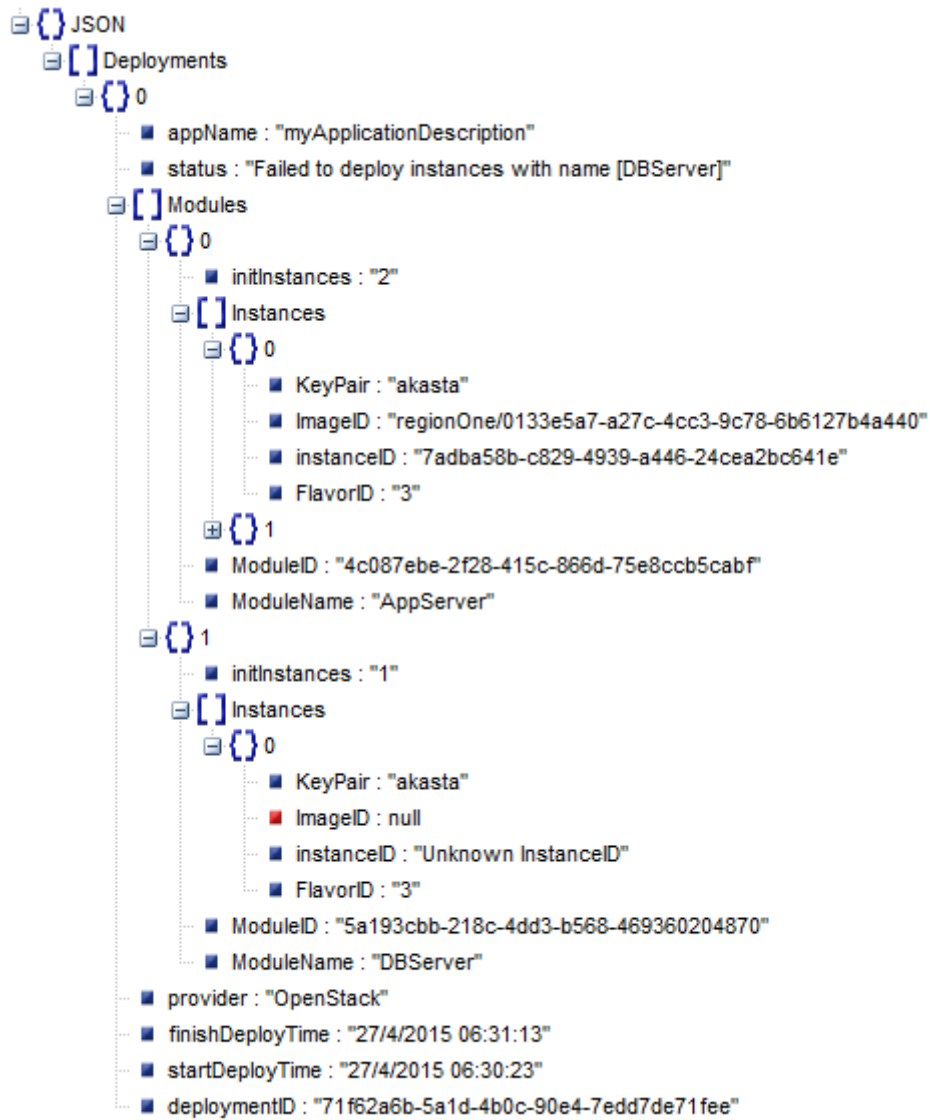 JSON
Deployments
0
appName : "myApplicationDescription"
status : "Failed to deploy instances with name [DBServer]"
Modules
0
initInstances : "2"
Instances
0
KeyPair : "akasta"
ImageID : "regionOne/0133e5a7-a27c-4cc3-9c78-6b6127b4a440"
instanceID : "7adba58b-c829-4939-a446-24cea2bc641e"
FlavorID : "3"
1
ModuleID : "4c087ebe-2f28-415c-866d-75e8ccb5cabf"
ModuleName : "AppServer"
1
initInstances : "1"
Instances
0
KeyPair : "akasta"
ImageID : null
instanceID : "Unknown InstanceID"
FlavorID : "3"
ModuleID : "5a193cbb-218c-4dd3-b568-469360204870"
ModuleName : "DBServer"
provider : "OpenStack"
finishDeployTime : "27/4/2015 06:31:13"
startDeployTime : "27/4/2015 06:30:23"
deploymentID : "71f62a6b-5a1d-4b0c-90e4-7edd7de71fee"